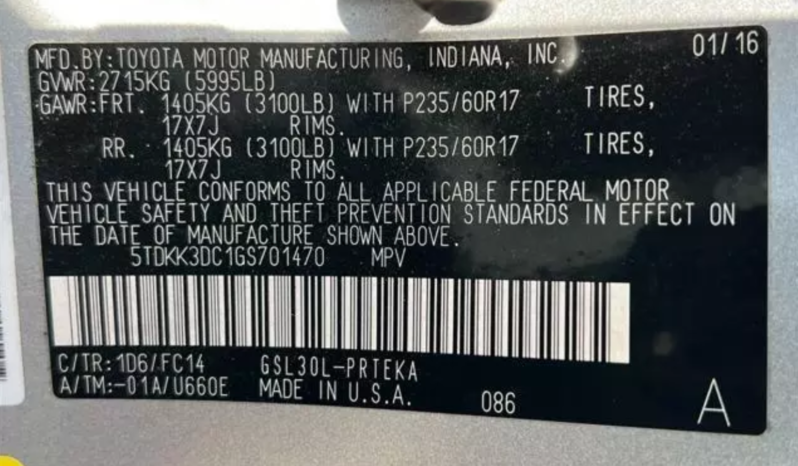 MFD.BY:TOYOTA MOTOR MANUFACTURING, INDIANA, INC. 01/16
GVWR:2715KG (5995LB)
GAWR:FRT. 1405KG (3100LB) WITH P235/60R17 TIRES,
17X7J RIMS.
RR. 1405KG (3100LB) WITH P235/60R17 TIRES,
17X7J RIMS.
THIS VEHICLE CONFORMS TO ALL APPLICABLE FEDERAL MOTOR
VEHICLE SAFETY AND THEFT PREVENTION STANDARDS IN EFFECT ON
THE DATE OF MANUFACTURE SHOWN ABOVE.
5TDKK3DC1GS701470 MPV
C/TR:1D6/FC14 GSL30L-PRTEKA
A/TM:-01A/U660E MADE IN U.S.A. 086 A